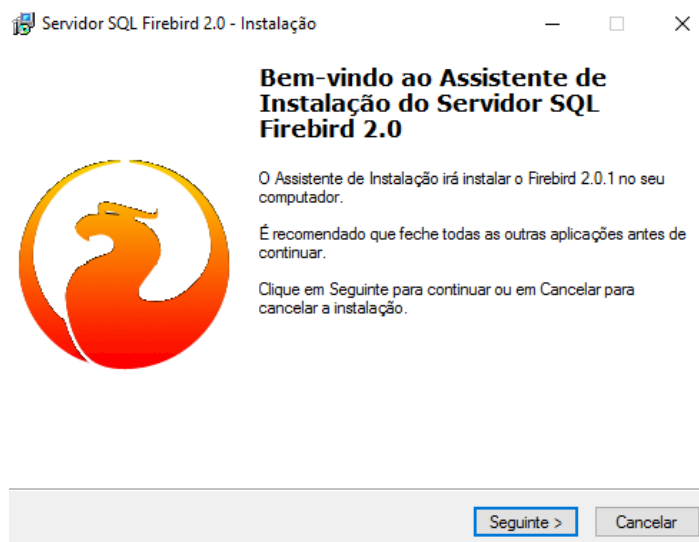 Servidor SQL Firebird 2.0 - Instalação
Bem-vindo ao Assistente de
Instalação do Servidor SQL
Firebird 2.0
O Assistente de Instalação irá instalar o Firebird 2.0.1 no seu
computador.
É recomendado que feche todas as outras aplicações antes de
continuar.
Clique em Seguinte para continuar ou em Cancelar para
cancelar a instalação.
Seguinte >
Cancelar